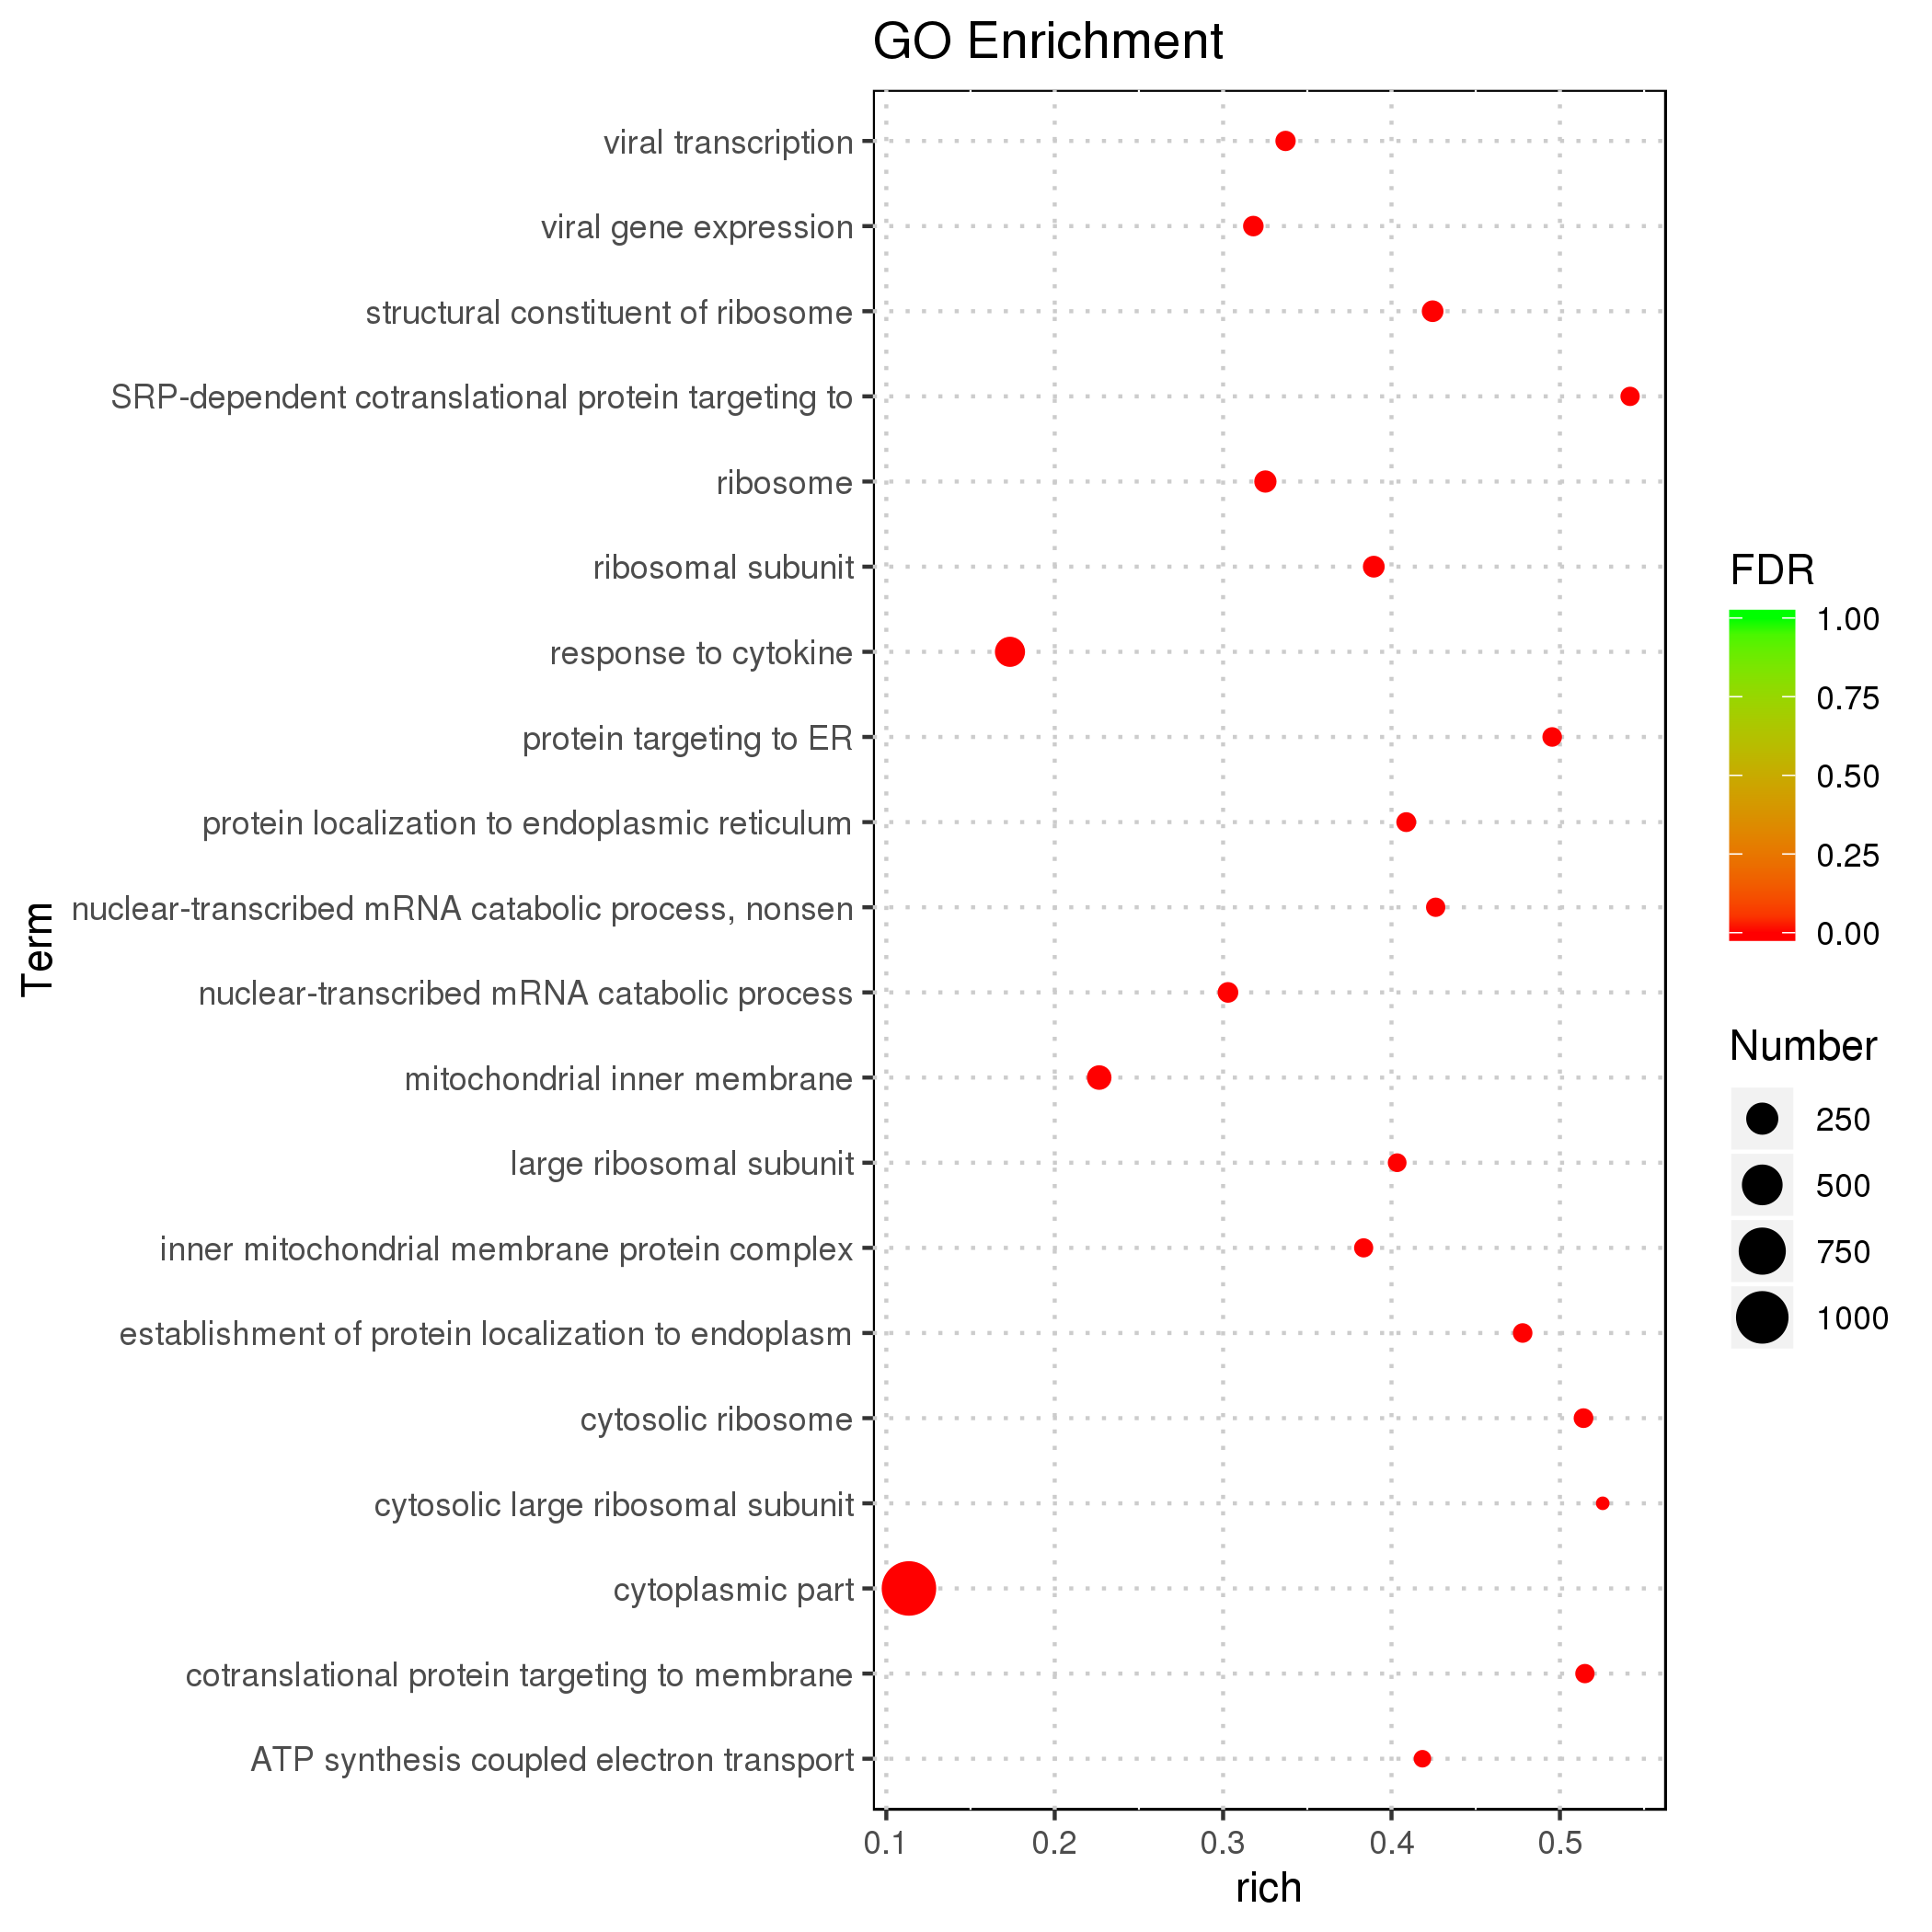 GO Enrichment
viral transcription
viral gene expression
structural constituent of ribosome
SRP-dependent cotranslational protein targeting to
ribosome
ribosomal subunit
response to cytokine
protein targeting to ER
protein localization to endoplasmic reticulum
nuclear-transcribed mRNA catabolic process, nonsen
nuclear-transcribed mRNA catabolic process
mitochondrial inner membrane
large ribosomal subunit
inner mitochondrial membrane protein complex
establishment of protein localization to endoplasm
cytosolic ribosome
cytosolic large ribosomal subunit
cytoplasmic part
cotranslational protein targeting to membrane
ATP synthesis coupled electron transport
Term
0.1 0.2 0.3 0.4 0.5
rich
FDR
1.00
0.75
0.50
0.25
0.00
Number
250
500
750
1000